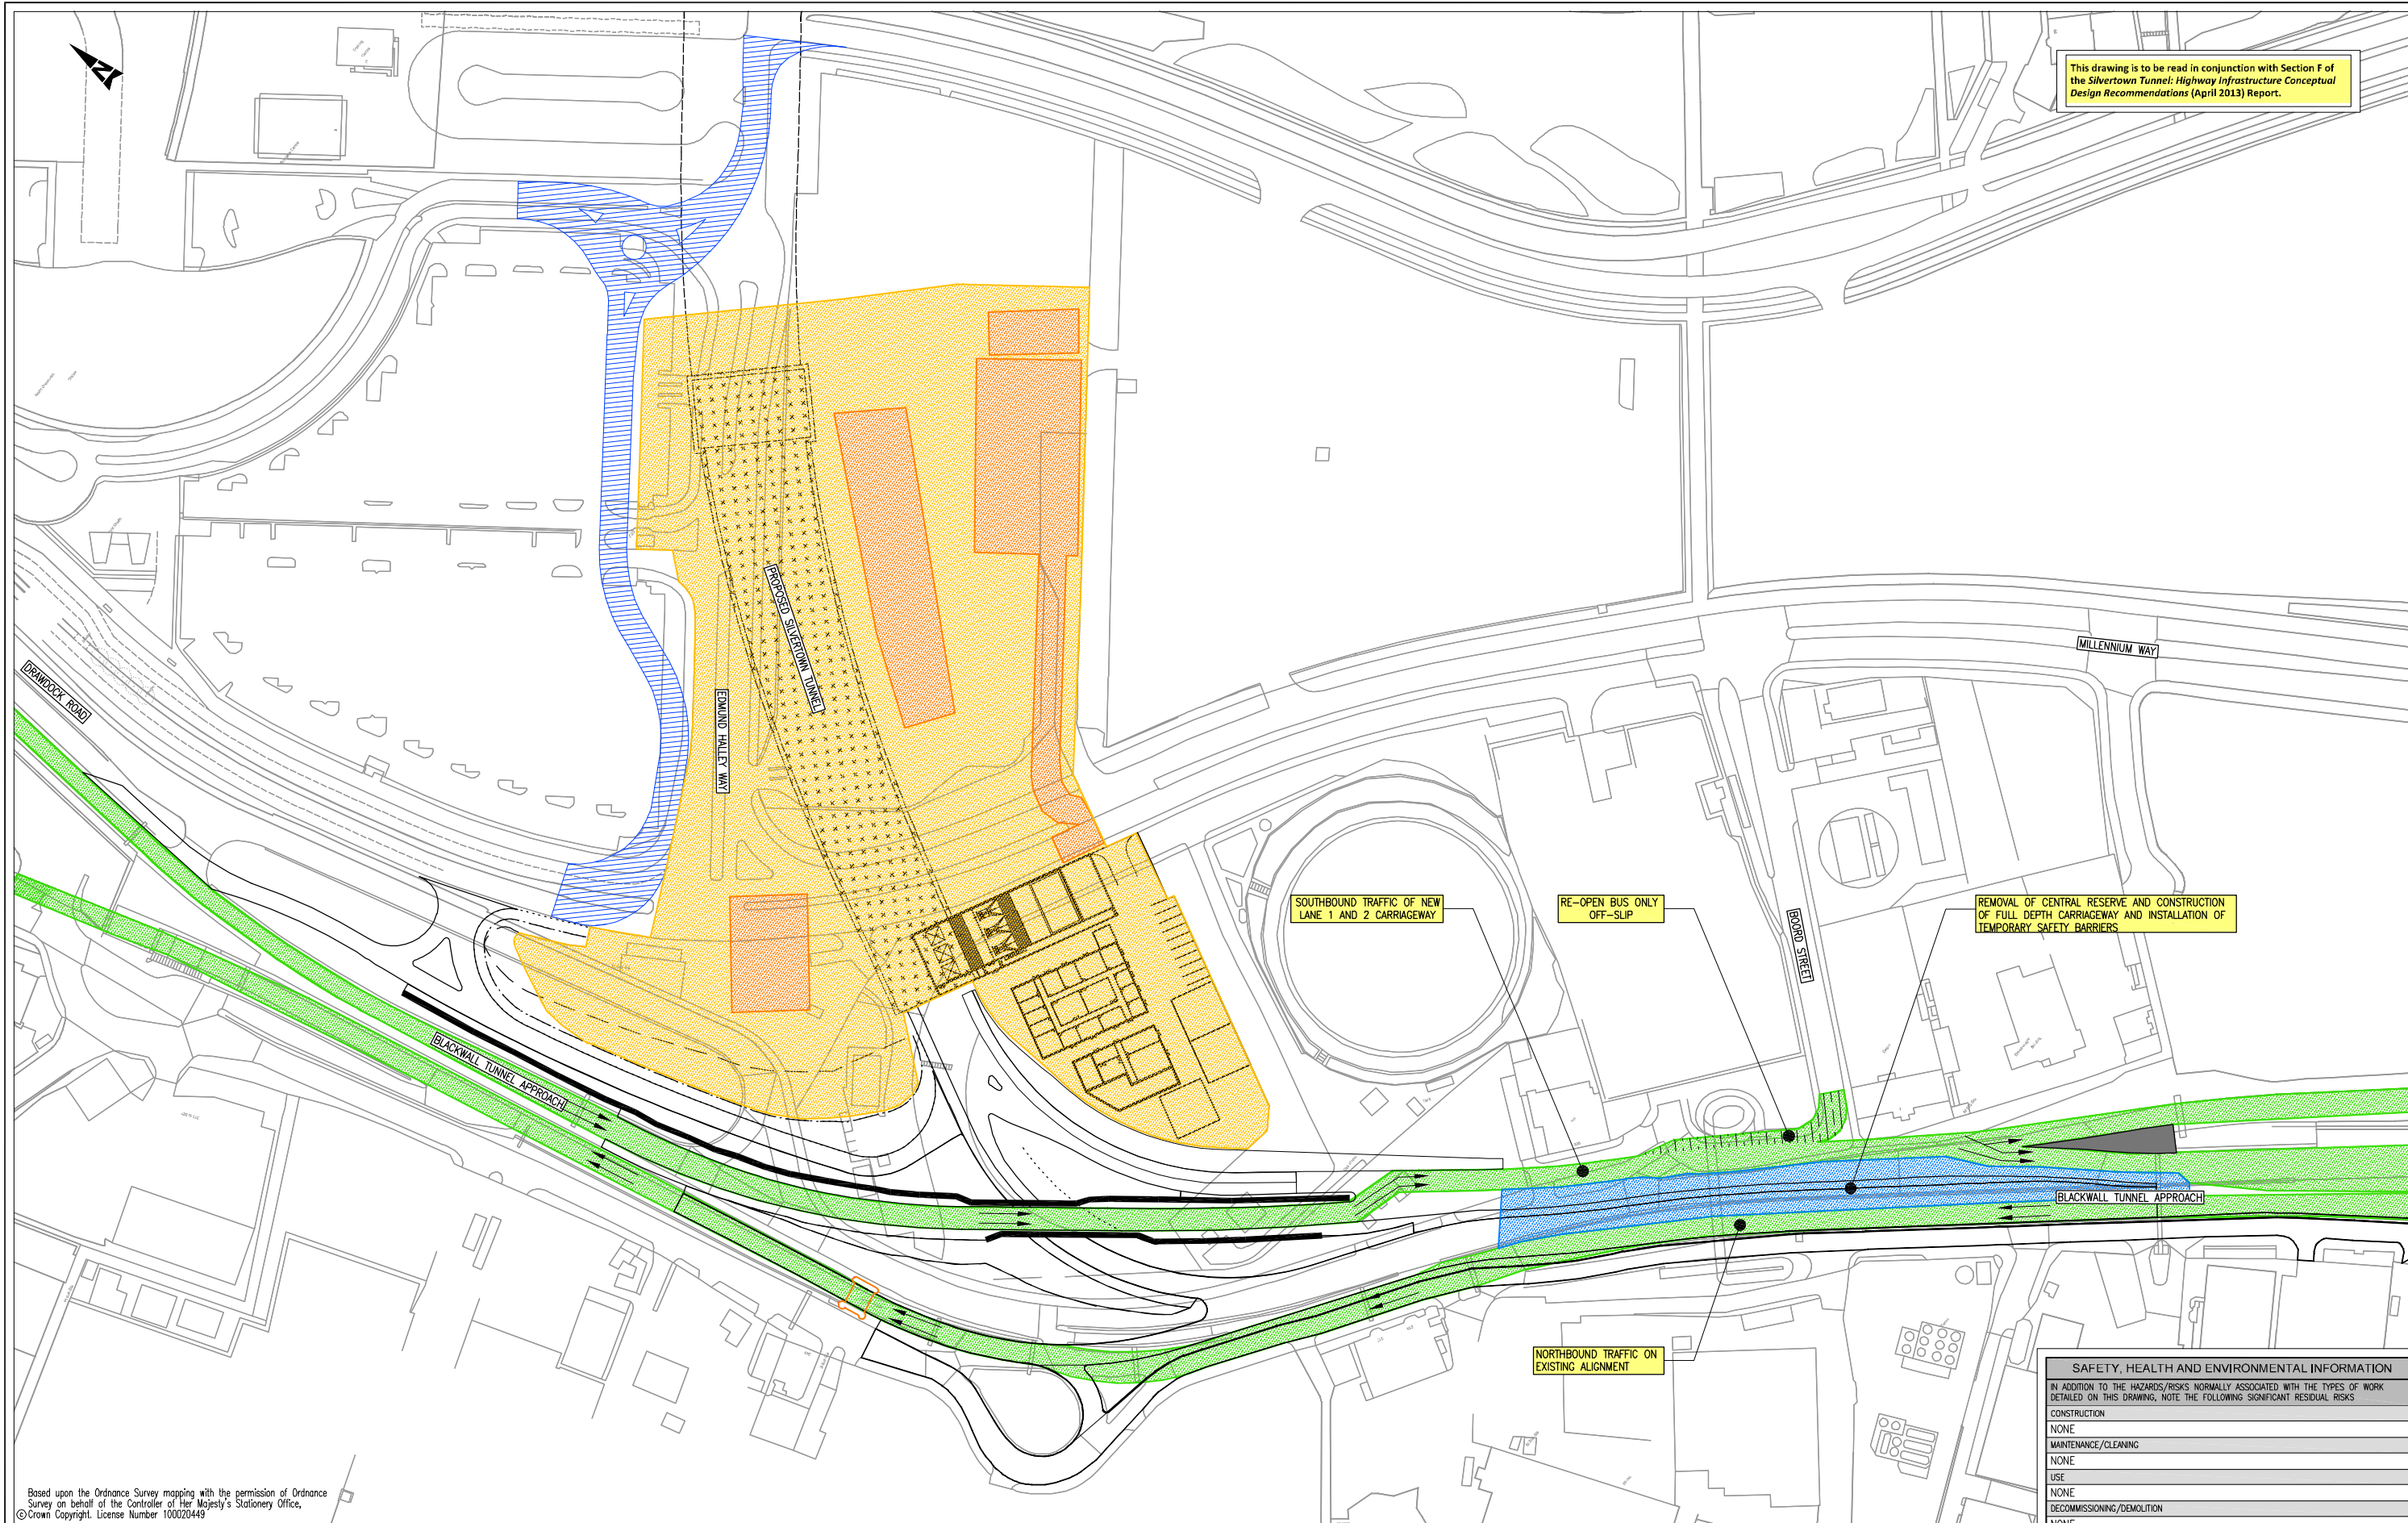 N
This drawing is to be read in conjunction with Section F of
the Silvertown Tunnel: Highway Infrastructure Conceptual
Design Recommendations (April 2013) Report.
PROPOSED SILVERTOWN TUNNEL
EDMUND HALLEY WAY
DRAWDOCK ROAD
MILLENNIUM WAY
SOUTHBOUND TRAFFIC OF NEW
LANE 1 AND 2 CARRIAGEWAY
RE-OPEN BUS ONLY
OFF-SLIP
BOORD STREET
REMOVAL OF CENTRAL RESERVE AND CONSTRUCTION
OF FULL DEPTH CARRIAGEWAY AND INSTALLATION OF
TEMPORARY SAFETY BARRIERS
BLACKWALL TUNNEL APPROACH
BLACKWALL TUNNEL APPROACH
NORTHBOUND TRAFFIC ON
EXISTING ALIGNMENT
SAFETY, HEALTH AND ENVIRONMENTAL INFORMATION
IN ADDITION TO THE HAZARDS/RISKS NORMALLY ASSOCIATED WITH THE TYPES OF WORK
DETAILED ON THIS DRAWING, NOTE THE FOLLOWING SIGNIFICANT RESIDUAL RISKS
CONSTRUCTION
NONE
MAINTENANCE/CLEANING
NONE
USE
NONE
DECOMMISSIONING/DEMOLITION
NONE
Based upon the Ordnance Survey mapping with the permission of Ordnance
Survey on behalf of the Controller of Her Majesty's Stationery Office,
© Crown Copyright. License Number 100020449